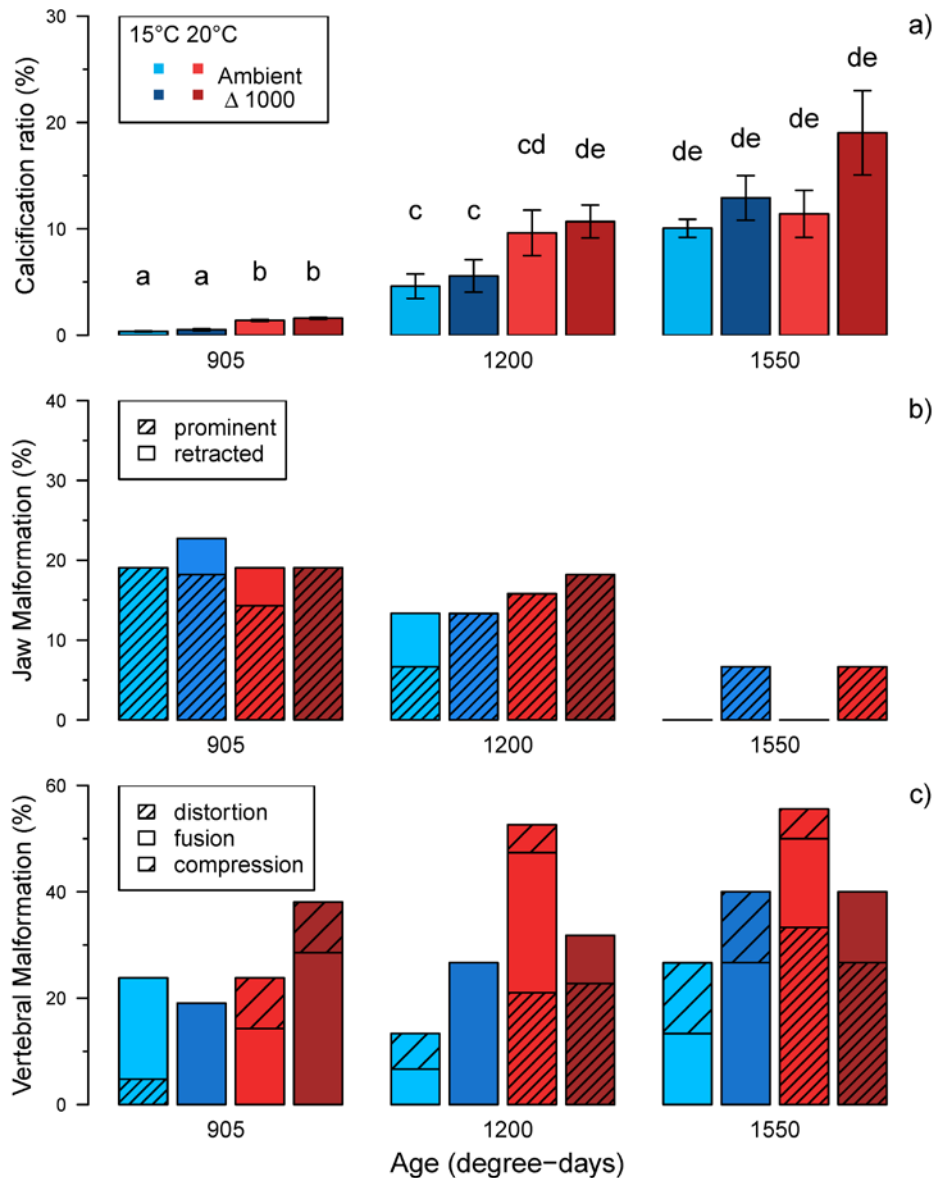 a)
30
20
10
0
Calcification ratio (%)
15°C 20°C
Ambient
Δ 1000
a a b b
c c cd de
de de de de
905 1200 1550
b)
40
30
20
10
0
Jaw Malformation (%)
prominent
retracted
905 1200 1550
c)
60
40
20
0
Vertebral Malformation (%)
distortion
fusion
compression
905 1200 1550
Age (degree−days)